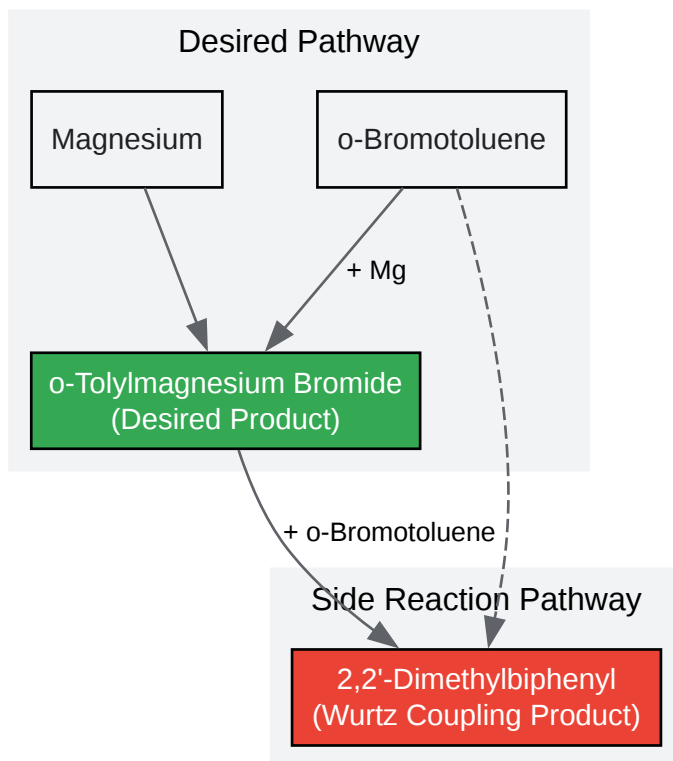 Desired Pathway
Magnesium
o-Bromotoluene
+ Mg
o-Tolylmagnesium Bromide
(Desired Product)
+ o-Bromotoluene
Side Reaction Pathway
2,2'-Dimethylbiphenyl
(Wurtz Coupling Product)